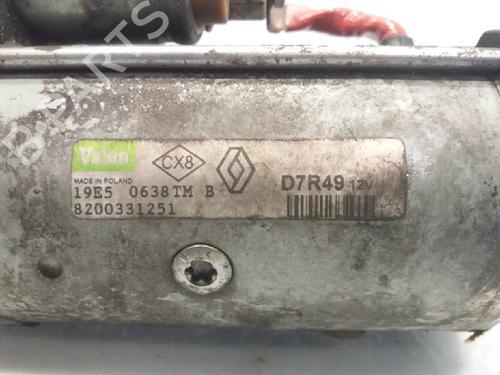 Valeo
CX8
MADE IN POLAND
19E5 0638TM B
8200331251
D7R49 12V
B-PARTS